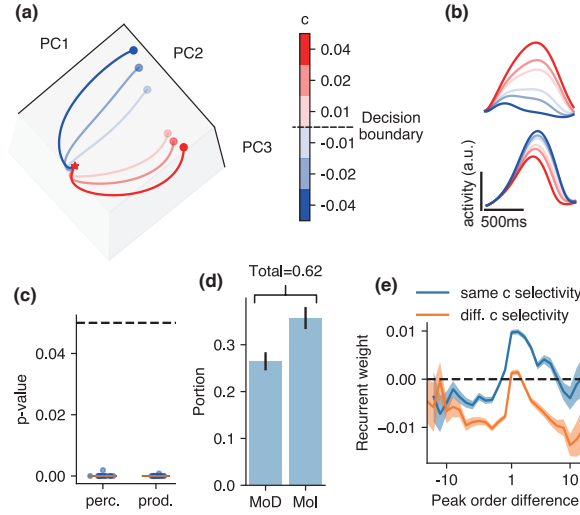 (a)
PC1
PC2
PC3
c
0.04
0.02
0.01
-0.01
-0.02
-0.04
Decision
boundary
(b)
activity (a.u.)
500ms
(c)
p-value
0.04
0.02
0.00
perc.
prod.
(d)
Total=0.62
Portion
0.3
0.2
0.1
0.0
MoD
MoI
(e)
same c selectivity
diff. c selectivity
Recurrent weight
0.01
0.00
−0.01
-10
1
10
Peak order difference